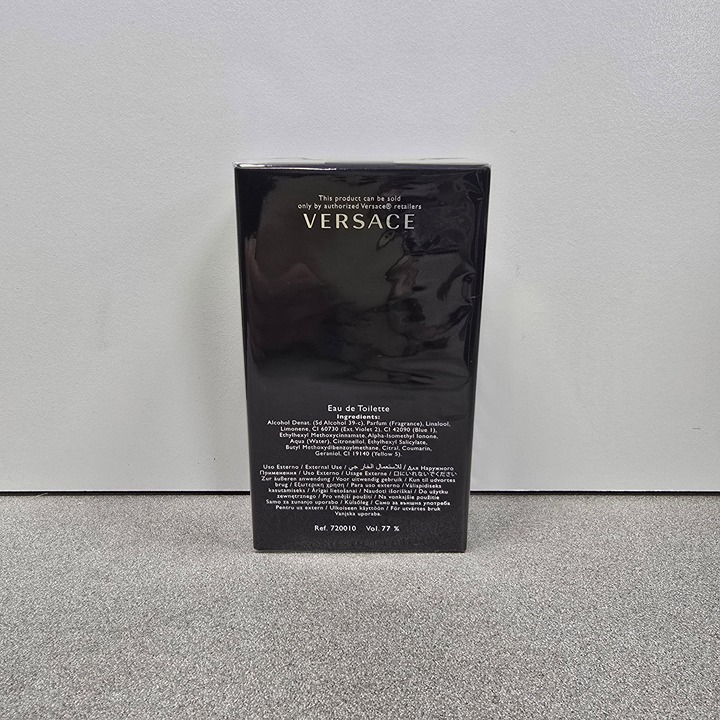 This product can be sold
only by authorized Versace® retailers
VERSACE
Eau de Toilette
Ingredients:
Alcohol Denat. (Sd Alcohol 39-c), Parfum (Fragrance), Linalool,
Limonene, CI 60730 (Ext. Violet 2), CI 42090 (Blue 1),
Ethylhexyl Methoxycinnamate, Alpha-Isomethyl Ionone,
Aqua (Water), Citronellol, Ethylhexyl Salicylate,
Butyl Methoxydibenzoylmethane, Citral, Coumarin,
Geraniol, CI 19140 (Yellow 5).
Uso Externo / External Use / للاستعمال الخارجي / Для Наружного
Применения / Uso Externo / Usage Externe / 口にいれないでください
Zur äußeren anwendung / Voor uitwendig gebruik / Kun til udvortes
brug / Εξωτερική χρηση / Para uso externo / Välispidiseks
kasutamiseks / Ārīgai lietošanai / Naudoti išoriškai / Do użytku
zewnętrznego / Pro vnější použití / Na vonkajšie použitie
Samo za zunanjo uporabo / Külsőleg / Само за външна употреба
Pentru uz extern / Ulkoiseen käyttöön / För utvärtes bruk
Vanjska uporaba.
Ref. 720010 Vol. 77 %